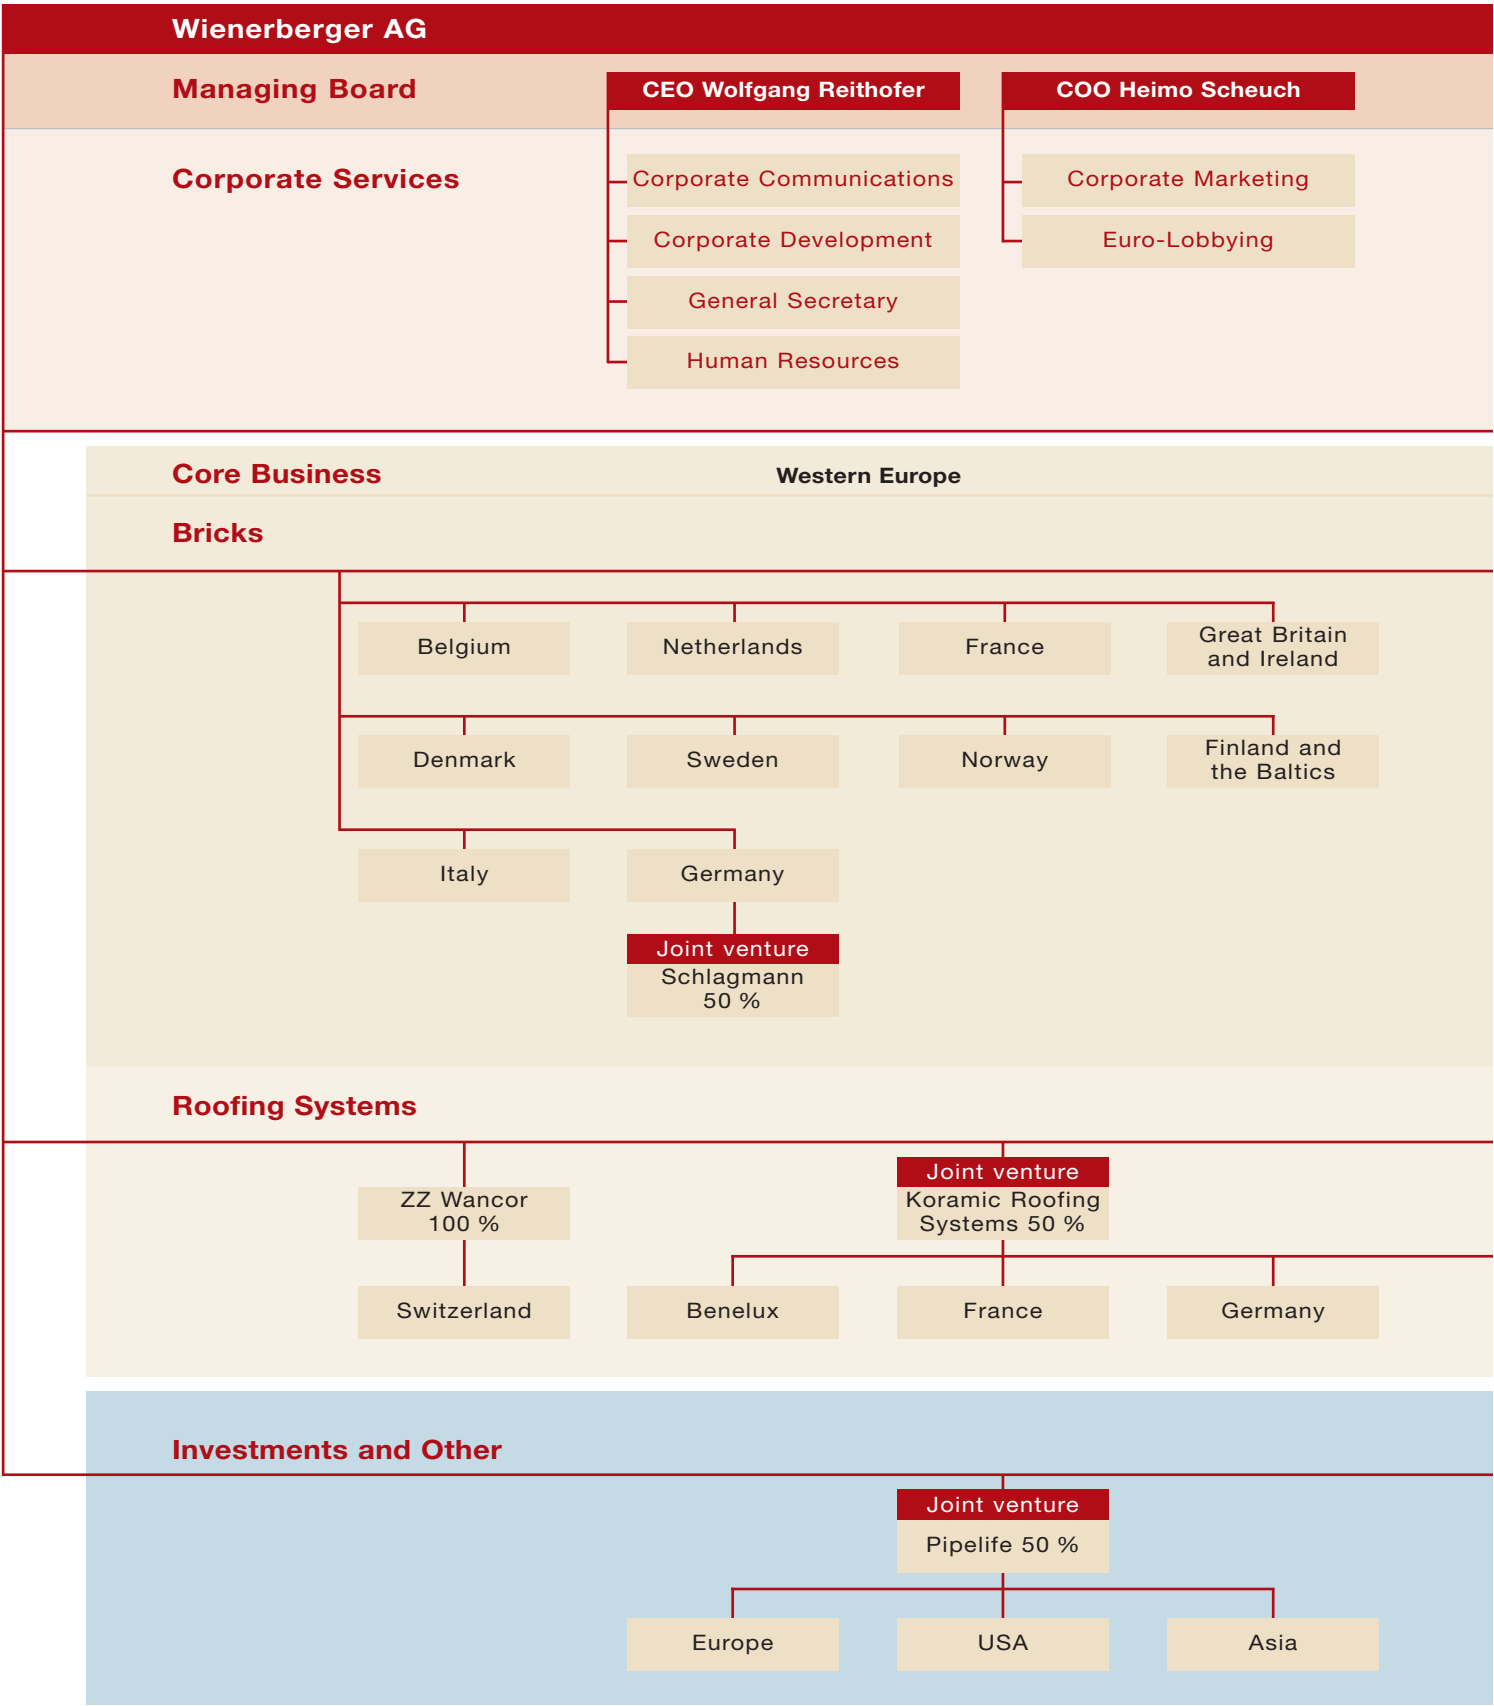 Wienerberger AG
Managing Board
CEO Wolfgang Reithofer
COO Heimo Scheuch
Corporate Services
Corporate Communications
Corporate Marketing
Corporate Development
Euro-Lobbying
General Secretary
Human Resources
Core Business
Western Europe
Bricks
Belgium
Netherlands
France
Great Britain
and Ireland
Denmark
Sweden
Norway
Finland and
the Baltics
Italy
Germany
Joint venture
Schlagmann
50 %
Roofing Systems
ZZ Wancor
100 %
Joint venture
Koramic Roofing
Systems 50 %
Switzerland
Benelux
France
Germany
Investments and Other
Joint venture
Pipelife 50 %
Europe
USA
Asia